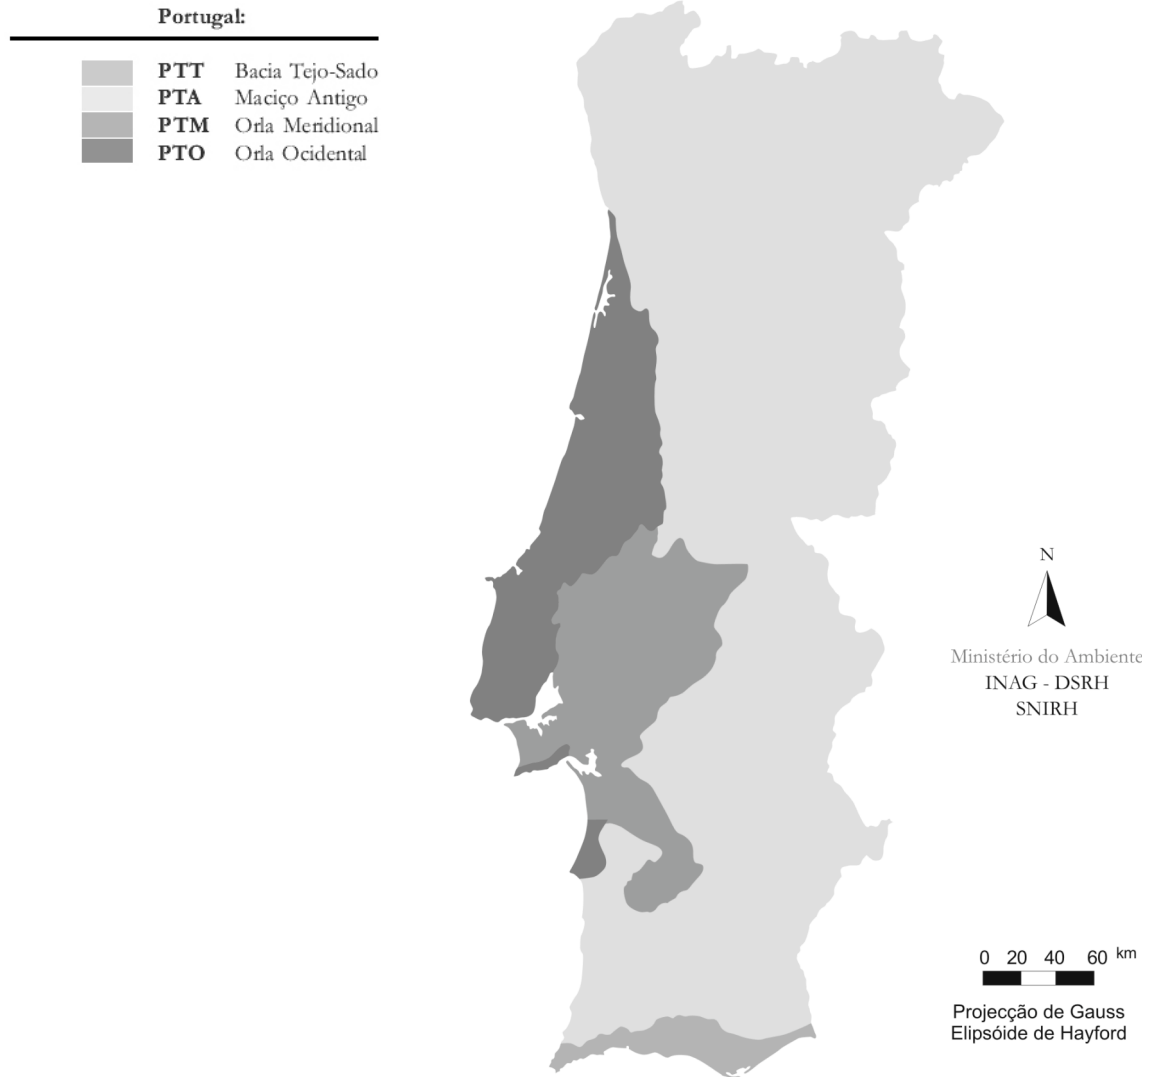 Portugal:
PTT Bacia Tejo-Sado
PTA Maciço Antigo
PTM Orla Meridional
PTO Orla Ocidental
N
Ministério do Ambiente
INAG - DSRH
SNIRH
0 20 40 60 km
Projecção de Gauss
Elipsóide de Hayford